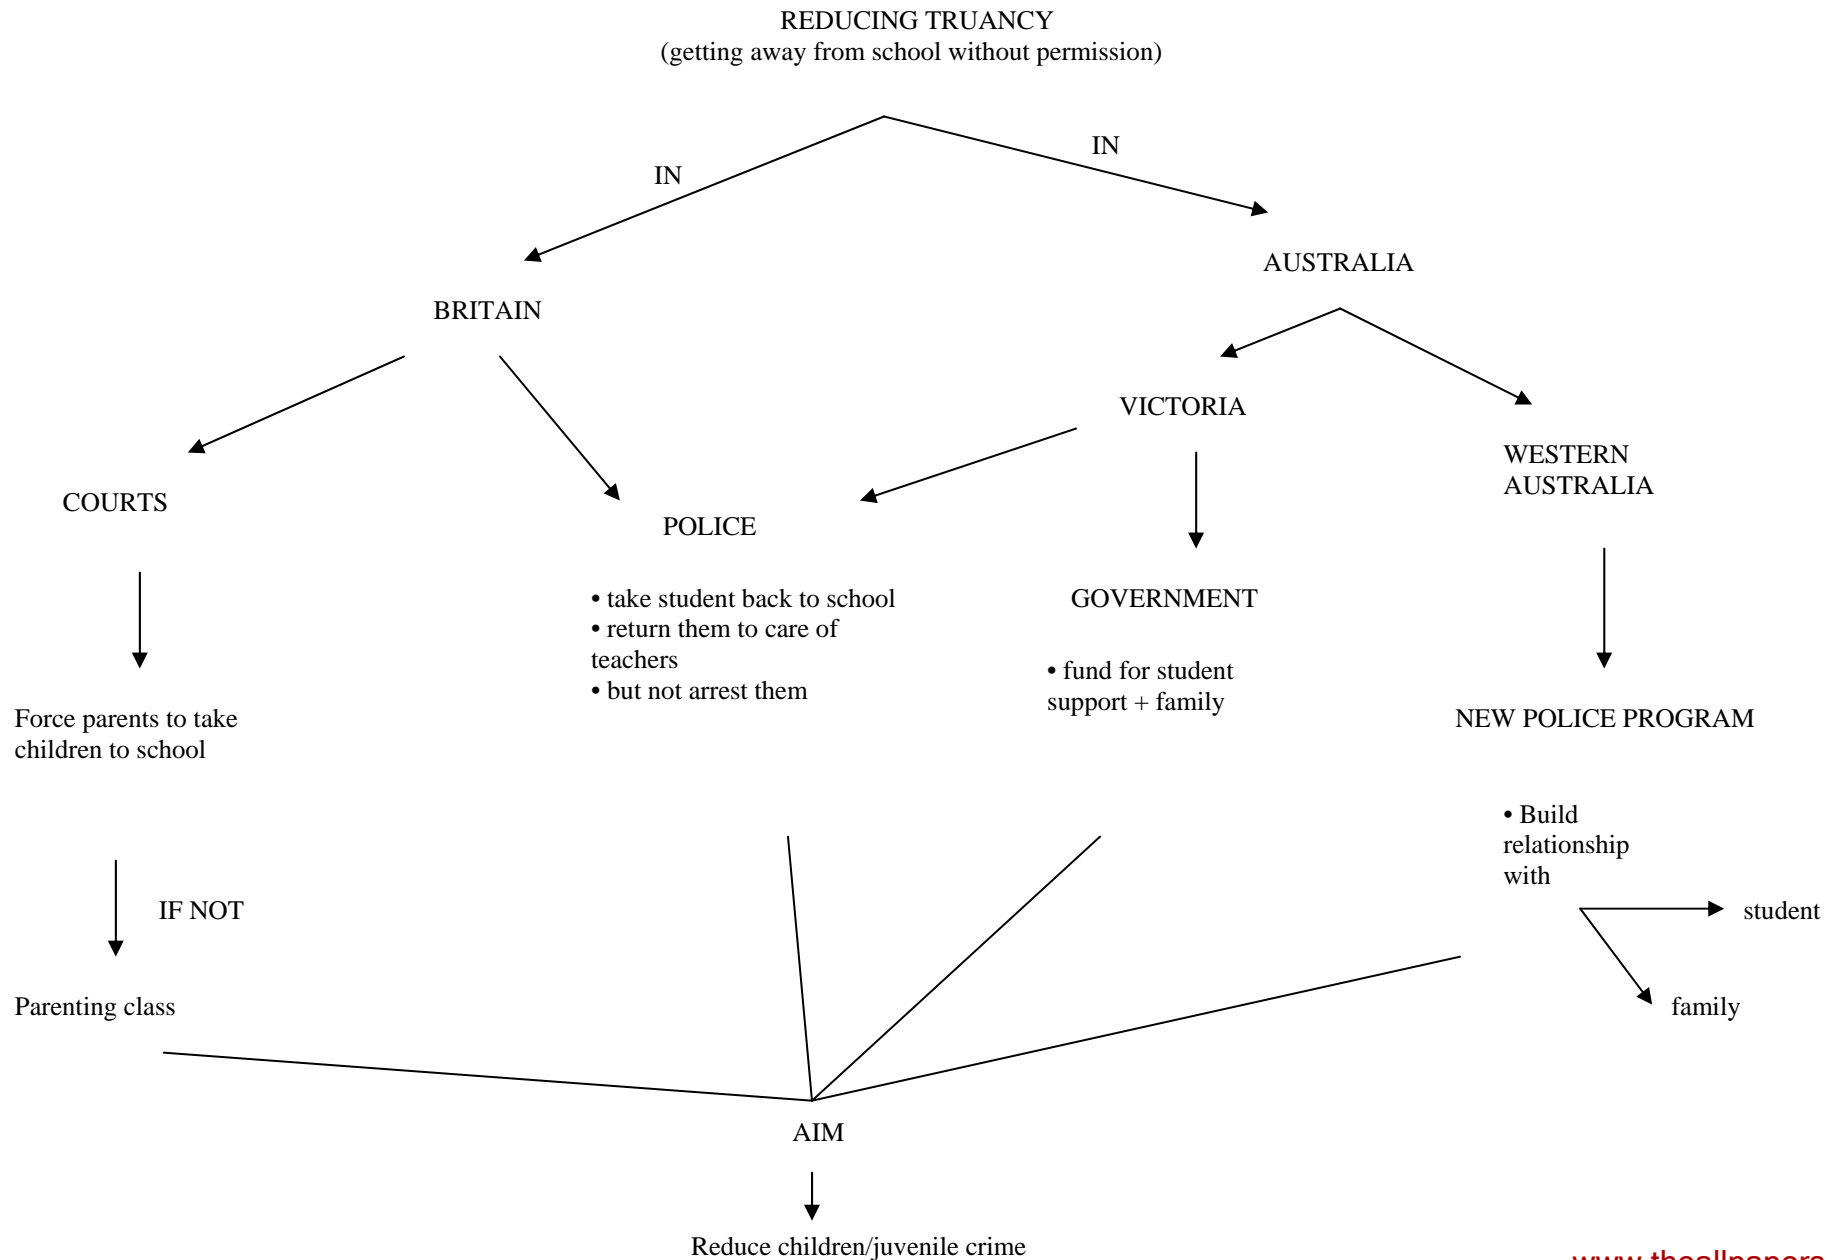 REDUCING TRUANCY
(getting away from school without permission)
IN
IN
AUSTRALIA
BRITAIN
VICTORIA
WESTERN
AUSTRALIA
COURTS
POLICE
• take student back to school
• return them to care of
teachers
• but not arrest them
GOVERNMENT
• fund for student
support + family
Force parents to take
children to school
NEW POLICE PROGRAM
• Build
relationship
with
IF NOT
student
Parenting class
family
AIM
Reduce children/juvenile crime